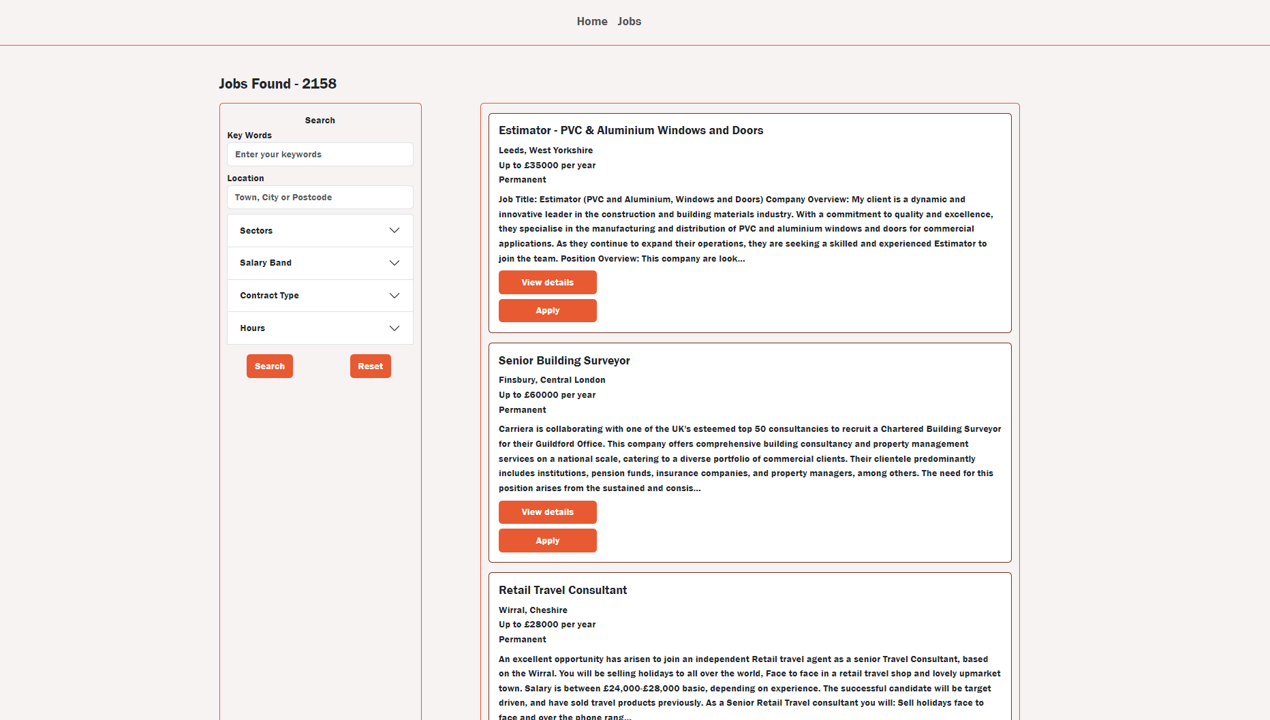 Home Jobs
Jobs Found - 2158
Search
Key Words
Enter your keywords
Location
Town, City or Postcode
Sectors
Salary Band
Contract Type
Hours
Search Reset
Estimator - PVC & Aluminium Windows and Doors
Leeds, West Yorkshire
Up to £35000 per year
Permanent
Job Title: Estimator (PVC and Aluminium, Windows and Doors) Company Overview: My client is a dynamic and
innovative leader in the construction and building materials industry. With a commitment to quality and excellence,
they specialise in the manufacturing and distribution of PVC and aluminium windows and doors for commercial
applications. As they continue to expand their operations, they are seeking a skilled and experienced Estimator to
join the team. Position Overview: This company are look...
View details
Apply
Senior Building Surveyor
Finsbury, Central London
Up to £60000 per year
Permanent
Carriera is collaborating with one of the UK's esteemed top 50 consultancies to recruit a Chartered Building Surveyor
for their Guildford Office. This company offers comprehensive building consultancy and property management
services on a national scale, catering to a diverse portfolio of commercial clients. Their clientele predominantly
includes institutions, pension funds, insurance companies, and property managers, among others. The need for this
position arises from the sustained and consis...
View details
Apply
Retail Travel Consultant
Wirral, Cheshire
Up to £28000 per year
Permanent
An excellent opportunity has arisen to join an independent Retail travel agent as a senior Travel Consultant, based
on the Wirral. You will be selling holidays to all over the world, Face to face in a retail travel shop and lovely upmarket
town. Salary is between £24,000-£28,000 basic, depending on experience. The successful candidate will be target
driven, and have sold travel products previously. As a Senior Retail Travel consultant you will: Sell holidays face to
face and over the phone rang...